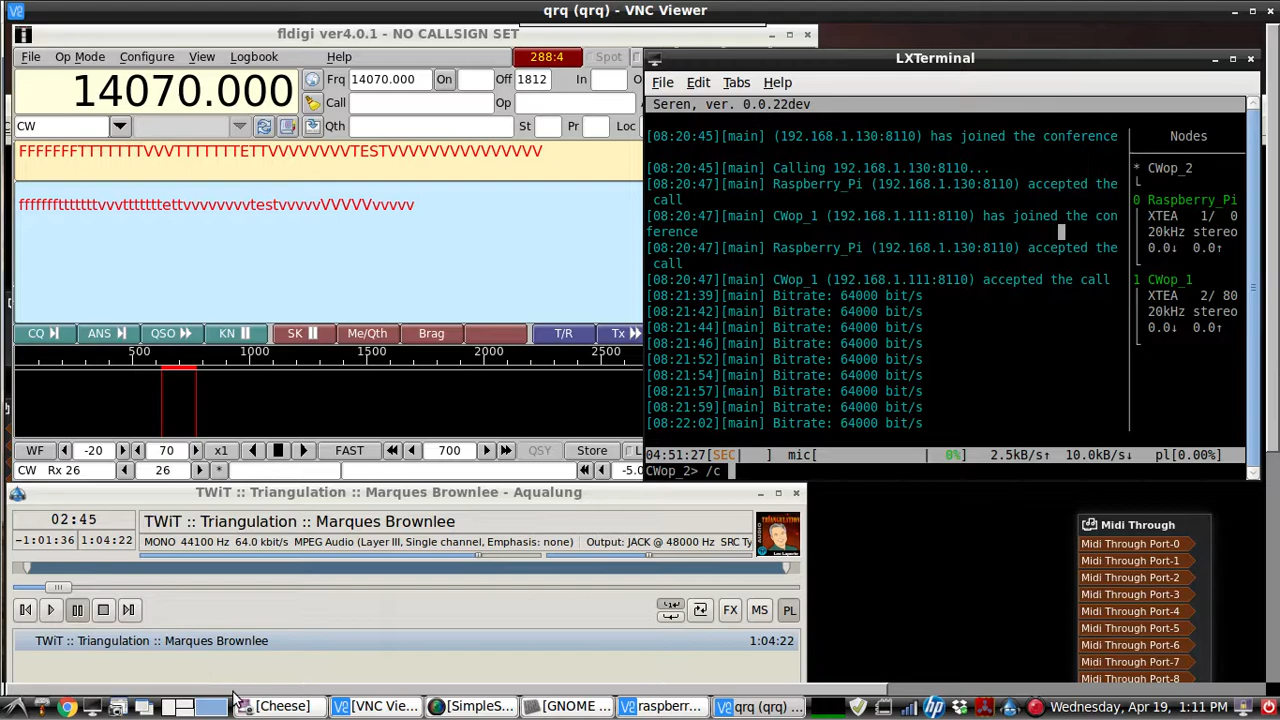 qrq (qrq) - VNC Viewer
fldigi ver4.0.1 - NO CALLSIGN SET
File Op Mode Configure View Logbook Help 288:4 Spot
14070.000 Frq 14070.000 On Off 1812 In
Call Op
CW Qth St Pr Loc
FFFFFFFTTTTTTTVVVTTTTTTTETTVVVVVVVVTESTVVVVVVVVVVVVVVV
ffffffftttttttvvvtttttttettvvvvvvvvtestvvvvvVVVVVvvvvv
CQ ANS QSO KN SK Me/Qth Brag T/R Tx
500 1000 1500 2000 2500
WF -20 70 x1 FAST 700 QSY Store
CW Rx 26 26 * -5.0
LXTerminal
File Edit Tabs Help
Seren, ver. 0.0.22dev
[08:20:45][main] (192.168.1.130:8110) has joined the conference
[08:20:45][main] Calling 192.168.1.130:8110...
[08:20:47][main] Raspberry_Pi (192.168.1.130:8110) accepted the
call
[08:20:47][main] CWop_1 (192.168.1.111:8110) has joined the con
ference
[08:20:47][main] Raspberry_Pi (192.168.1.130:8110) accepted the
call
[08:20:47][main] CWop_1 (192.168.1.111:8110) accepted the call
[08:21:39][main] Bitrate: 64000 bit/s
[08:21:42][main] Bitrate: 64000 bit/s
[08:21:44][main] Bitrate: 64000 bit/s
[08:21:46][main] Bitrate: 64000 bit/s
[08:21:52][main] Bitrate: 64000 bit/s
[08:21:54][main] Bitrate: 64000 bit/s
[08:21:57][main] Bitrate: 64000 bit/s
[08:21:59][main] Bitrate: 64000 bit/s
[08:22:02][main] Bitrate: 64000 bit/s
Nodes
* CWop_2
0 Raspberry_Pi
XTEA 1/ 0
20kHz stereo
0.0↓ 0.0↑
1 CWop_1
XTEA 2/ 80
20kHz stereo
0.0↓ 0.0↑
04:51:27[SEC| ] mic[ | 0%] 2.5kB/s↑ 10.0kB/s↓ pl[0.00%]
CWop_2> /c
TWiT :: Triangulation :: Marques Brownlee - Aqualung
02:45
-1:01:36 1:04:22
TWiT :: Triangulation :: Marques Brownlee
MONO 44100 Hz 64.0 kbit/s MPEG Audio (Layer III, Single channel, Emphasis: none) Output: JACK @ 48000 Hz SRC Ty
FX MS PL
TWiT :: Triangulation :: Marques Brownlee 1:04:22
Midi Through
Midi Through Port-0
Midi Through Port-1
Midi Through Port-2
Midi Through Port-3
Midi Through Port-4
Midi Through Port-5
Midi Through Port-6
Midi Through Port-7
Midi Through Port-8
[Cheese] [VNC Vie... [SimpleS... [GNOME ... raspberr... qrq (qrq) ... Wednesday, Apr 19, 1:11 PM